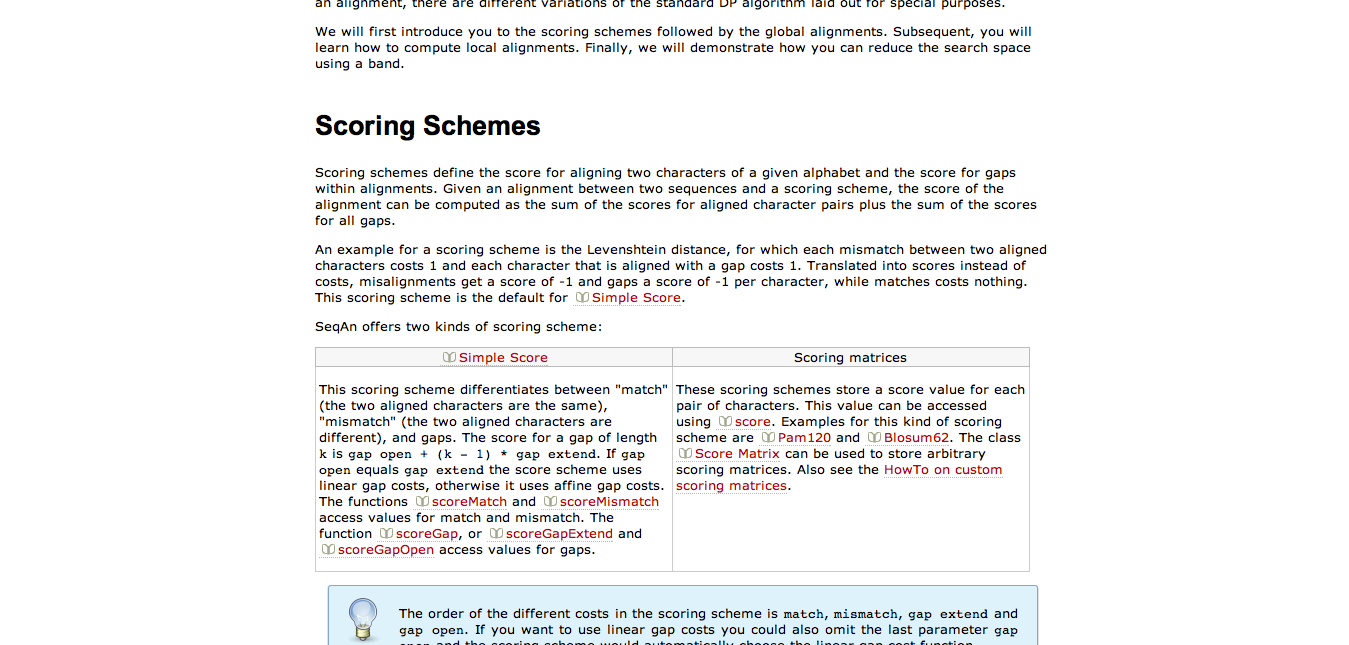 an alignment, there are different variations of the standard DP algorithm laid out for special purposes.
We will first introduce you to the scoring schemes followed by the global alignments. Subsequent, you will
learn how to compute local alignments. Finally, we will demonstrate how you can reduce the search space
using a band.
Scoring Schemes
Scoring schemes define the score for aligning two characters of a given alphabet and the score for gaps
within alignments. Given an alignment between two sequences and a scoring scheme, the score of the
alignment can be computed as the sum of the scores for aligned character pairs plus the sum of the scores
for all gaps.
An example for a scoring scheme is the Levenshtein distance, for which each mismatch between two aligned
characters costs 1 and each character that is aligned with a gap costs 1. Translated into scores instead of
costs, misalignments get a score of -1 and gaps a score of -1 per character, while matches costs nothing.
This scoring scheme is the default for Simple Score.
SeqAn offers two kinds of scoring scheme:
Simple Score
This scoring scheme differentiates between "match"
(the two aligned characters are the same),
"mismatch" (the two aligned characters are
different), and gaps. The score for a gap of length
k is gap open + (k - 1) * gap extend. If gap
open equals gap extend the score scheme uses
linear gap costs, otherwise it uses affine gap costs.
The functions scoreMatch and scoreMismatch
access values for match and mismatch. The
function scoreGap, or scoreGapExtend and
scoreGapOpen access values for gaps.
Scoring matrices
These scoring schemes store a score value for each
pair of characters. This value can be accessed
using score. Examples for this kind of scoring
scheme are Pam120 and Blosum62. The class
Score Matrix can be used to store arbitrary
scoring matrices. Also see the HowTo on custom
scoring matrices.
The order of the different costs in the scoring scheme is match, mismatch, gap extend and
gap open. If you want to use linear gap costs you could also omit the last parameter gap
open and the scoring scheme would automatically choose the linear gap cost function.